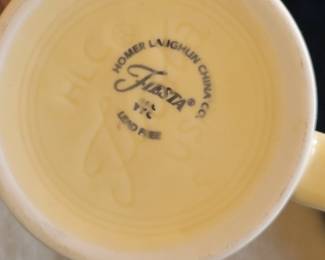 HOMER LAUGHLIN CHINA CO.
Fiesta®
LEAD FREE